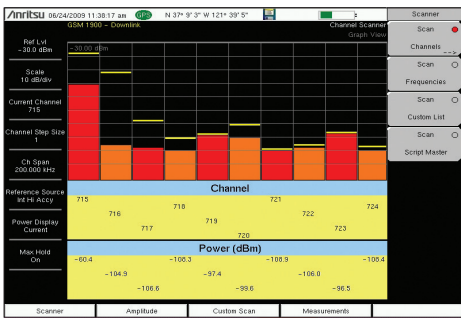 Anritsu 06/24/2009 11:38:17 am GPS N 37° 9' 3" W 121° 39' 5" Scanner
GSM 1900 - Downlink Channel Scanner
Graph View
Ref Lvl
-30.0 dBm
-30.00 dBm
Scale
10 dB/div
Current Channel
715
Channel Step Size
1
Ch Span
200.000 kHz
Reference Source
Int Hi Accy
Power Display
Current
Max Hold
On
Scan
Channels
-->
Scan
Frequencies
Scan
Custom List
Scan
Script Master
Channel
715 718 721 724
716 719 722
717 720 723
Power (dBm)
-60.4 -108.3 -108.9 -108.4
-104.9 -97.4 -106.0
-106.6 -99.6 -96.5
Scanner Amplitude Custom Scan Measurements